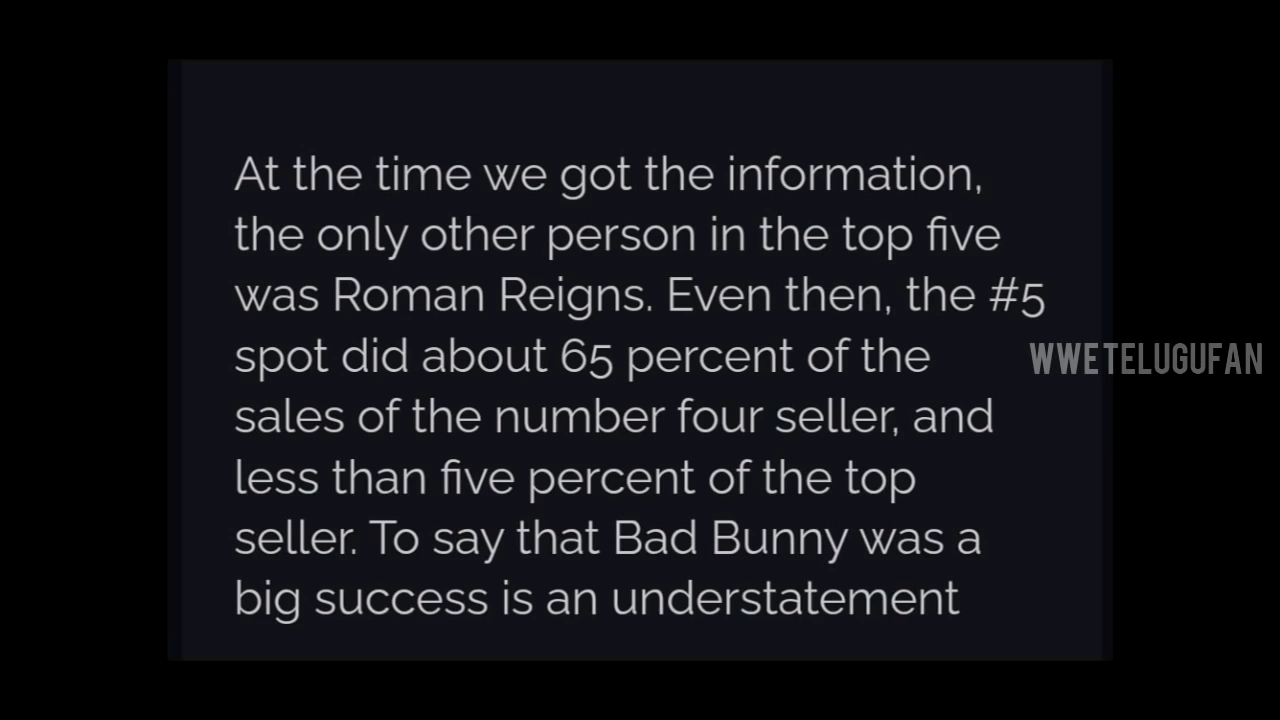 At the time we got the information,
the only other person in the top five
was Roman Reigns. Even then, the #5
spot did about 65 percent of the
WWETELUGUFAN
sales of the number four seller, and
less than five percent of the top
seller. To say that Bad Bunny was a
big success is an understatement